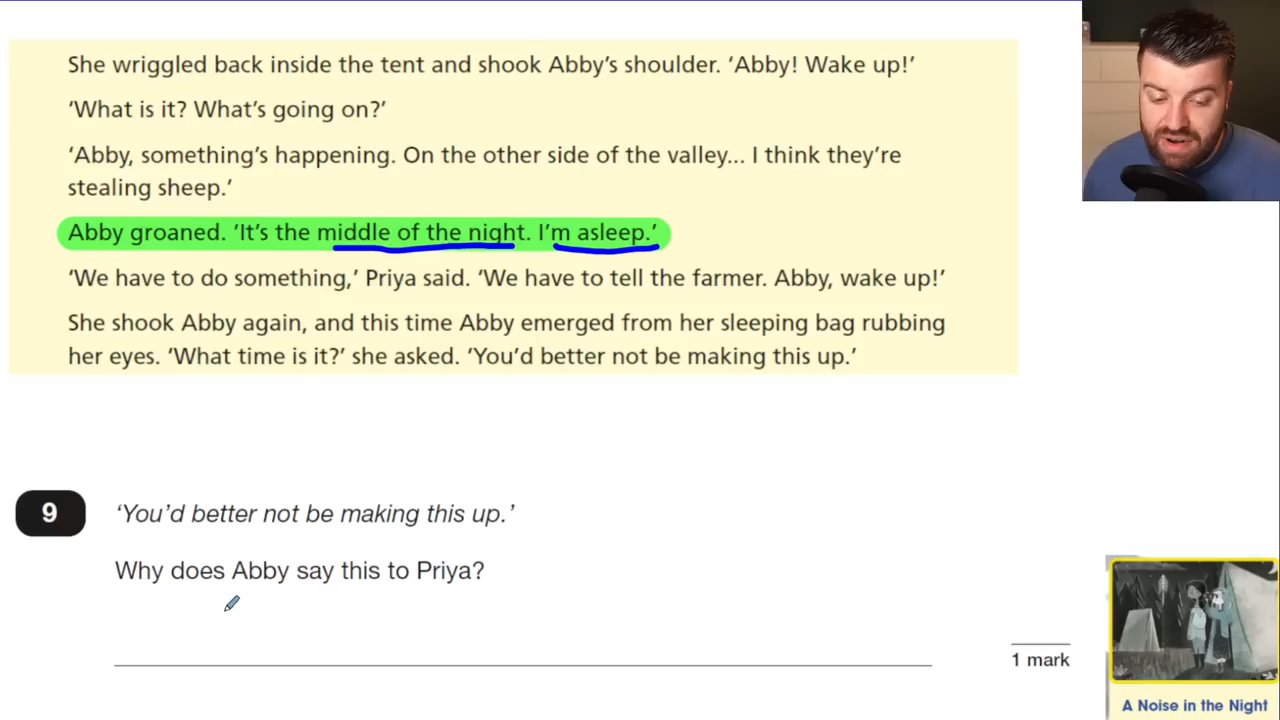 She wriggled back inside the tent and shook Abby’s shoulder. ‘Abby! Wake up!’
‘What is it? What’s going on?’
‘Abby, something’s happening. On the other side of the valley... I think they’re
stealing sheep.’
Abby groaned. ‘It’s the middle of the night. I’m asleep.’
‘We have to do something,’ Priya said. ‘We have to tell the farmer. Abby, wake up!’
She shook Abby again, and this time Abby emerged from her sleeping bag rubbing
her eyes. ‘What time is it?’ she asked. ‘You’d better not be making this up.’
9
‘You’d better not be making this up.’
Why does Abby say this to Priya?
1 mark
A Noise in the Night